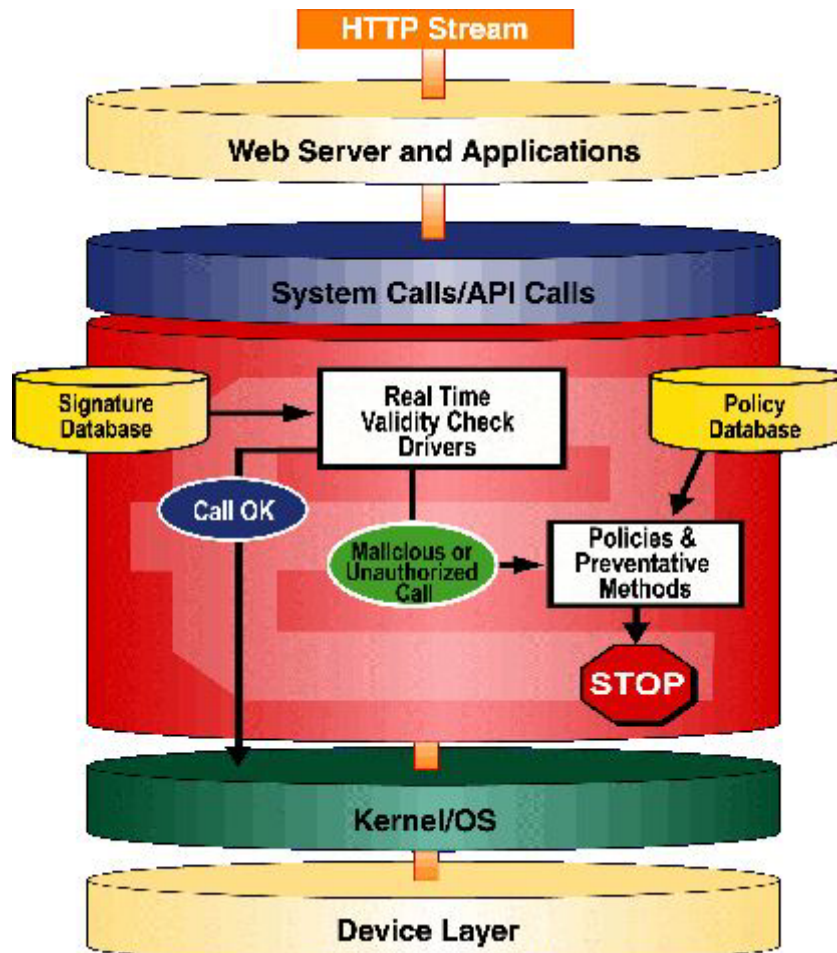 HTTP Stream
Web Server and Applications
System Calls/API Calls
Signature
Database
Real Time
Validity Check
Drivers
Policy
Database
Call OK
Malicious or
Unauthorized
Call
Policies &
Preventative
Methods
STOP
Kernel/OS
Device Layer